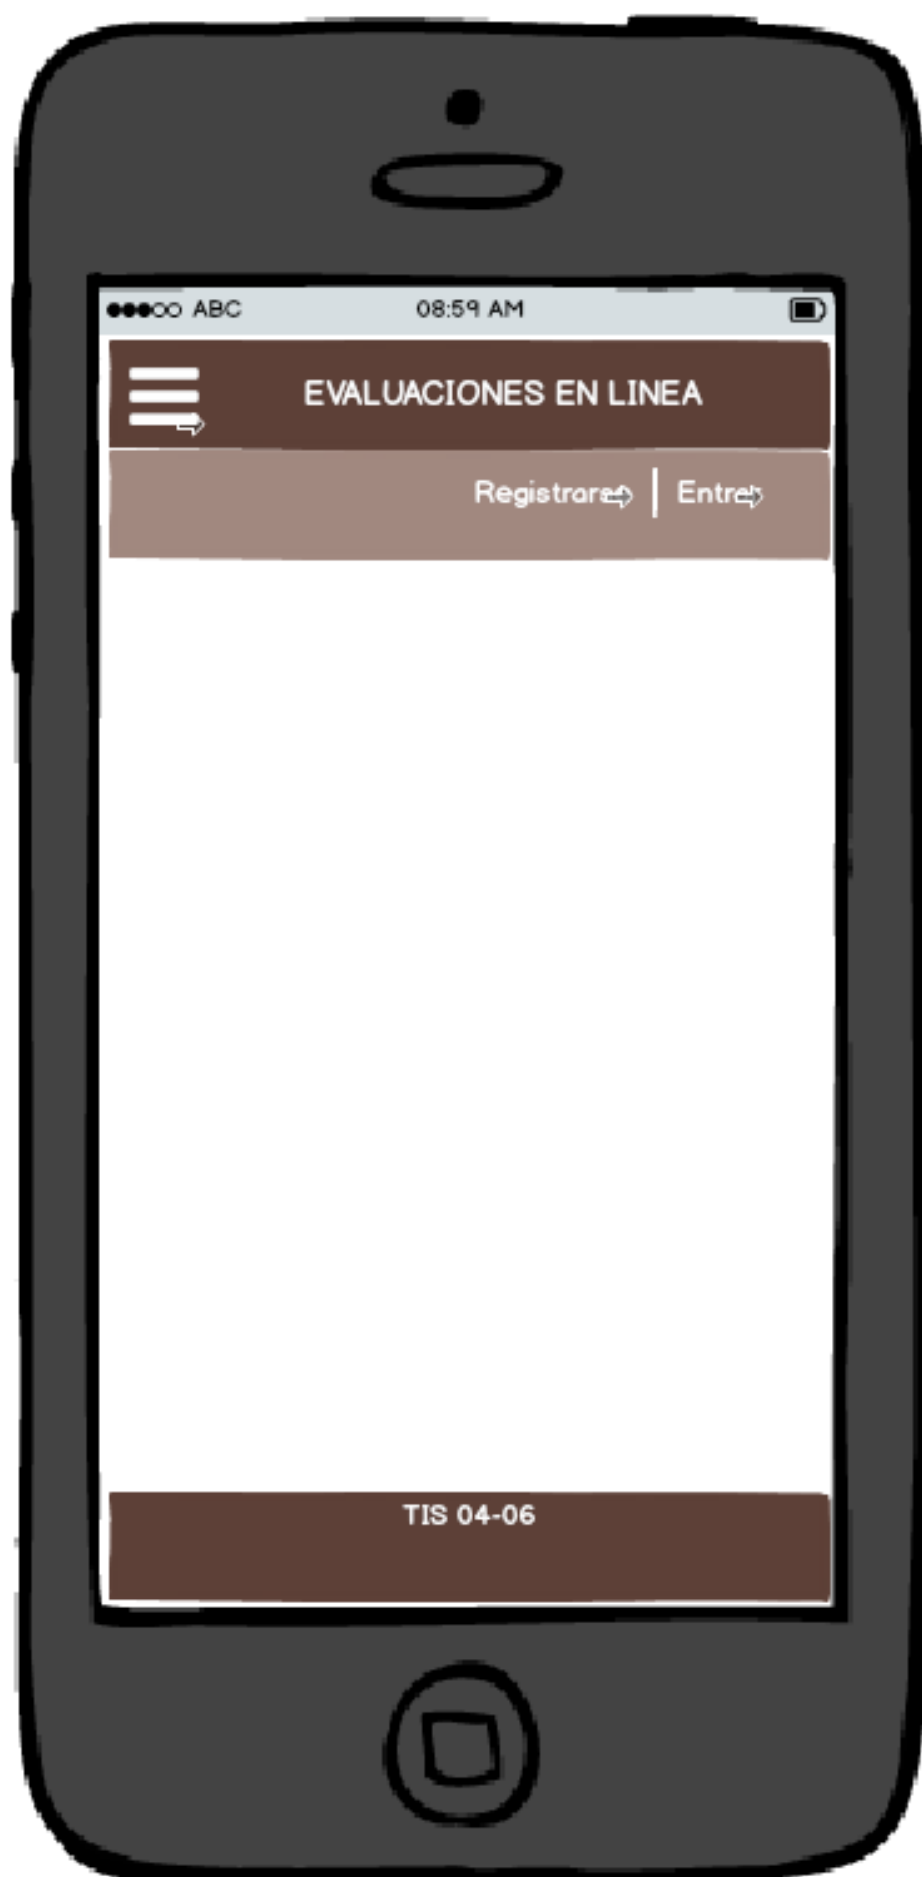 ABC 08:59 AM
EVALUACIONES EN LINEA
Registrarse | Entrar
TIS 04-06